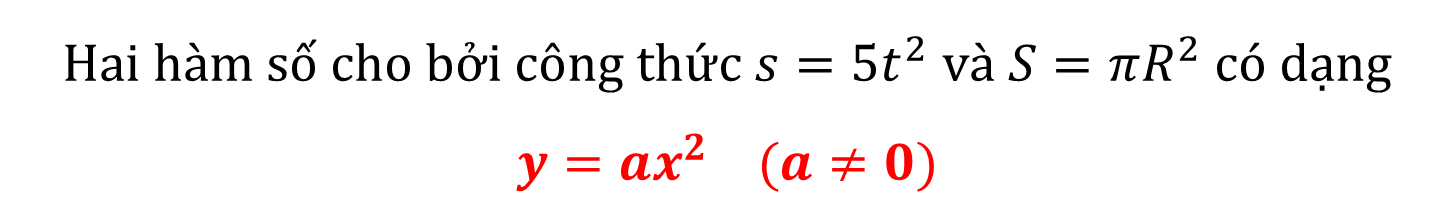 Hai hàm số cho bởi công thức s = 5t² và S = πR² có dạng
y = ax² (a ≠ 0)